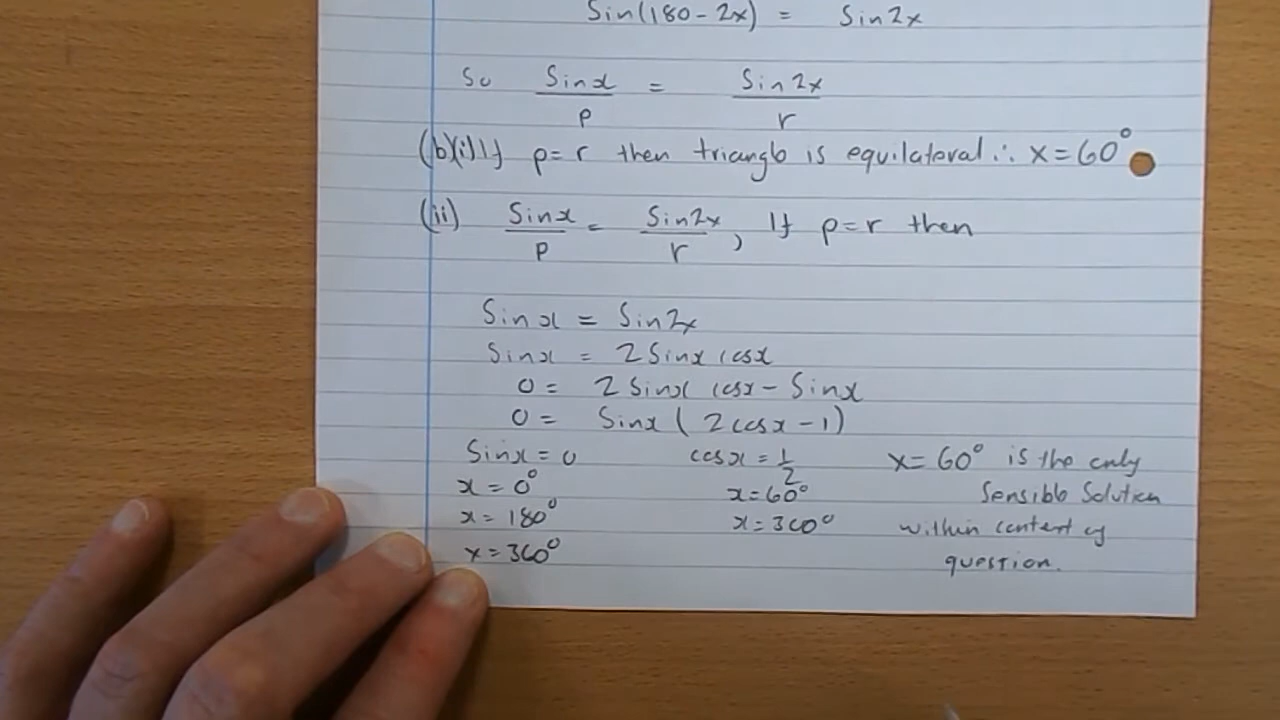 Sin(180 - 2x) = Sin2x
So Sinx/p = Sin2x/r
(b)(i) If p=r then triangle is equilateral ∴ x=60°
(ii) Sinx/p = Sin2x/r, If p=r then
Sinx = Sin2x
Sinx = 2Sinx cosx
0 = 2Sinx cosx - Sinx
0 = Sinx(2cosx-1)
Sinx=0 cosx=1/2 x=60° is the only
x=0° x=60° Sensible Solution
x=180° x=300° within context of
x=360° question.